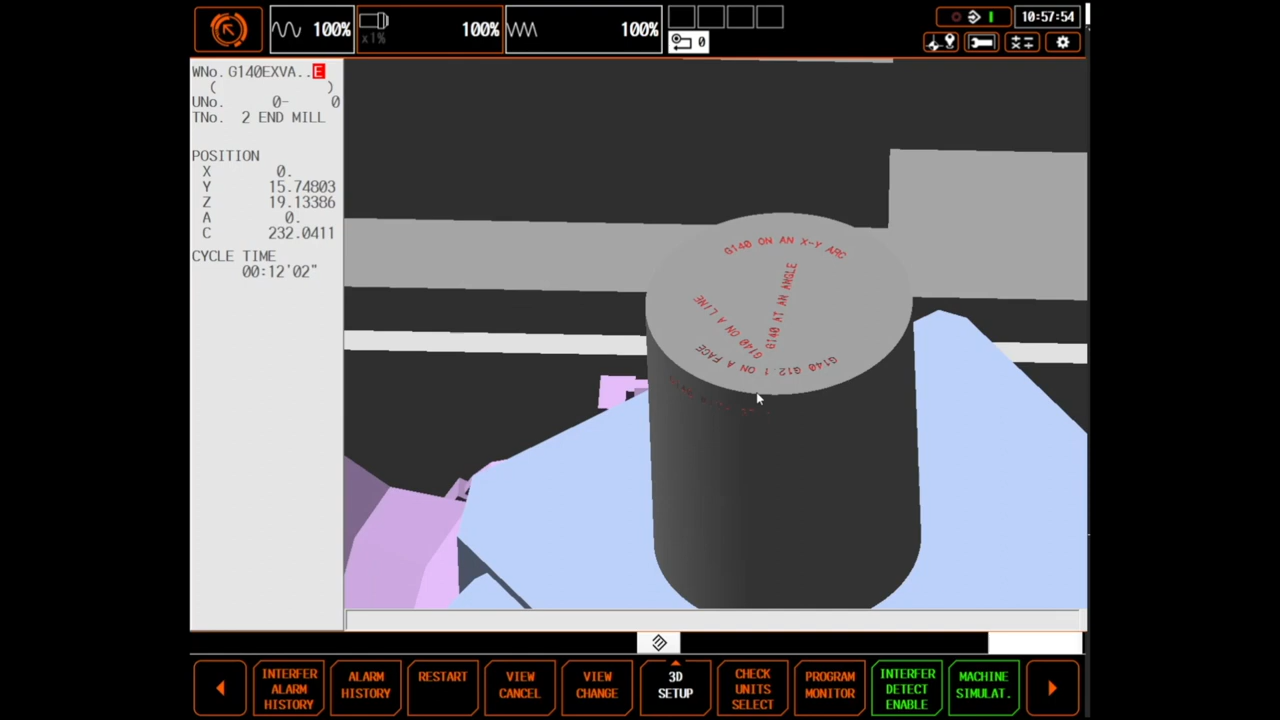 100%
x1%
100%
100%
0
10:57:54
WNo. G140EXVA..E
( )
UNo. 0- 0
TNo. 2 END MILL
POSITION
X 0.
Y 15.74803
Z 19.13386
A 0.
C 232.0411
CYCLE TIME
00:12'02"
G140 ON AN X-Y ARC
G140 AT AN ANGLE
G140 ON A LINE
G140 G12.1 ON A FACE
INTERFER ALARM HISTORY
ALARM HISTORY
RESTART
VIEW CANCEL
VIEW CHANGE
3D SETUP
CHECK UNITS SELECT
PROGRAM MONITOR
INTERFER DETECT ENABLE
MACHINE SIMULAT.